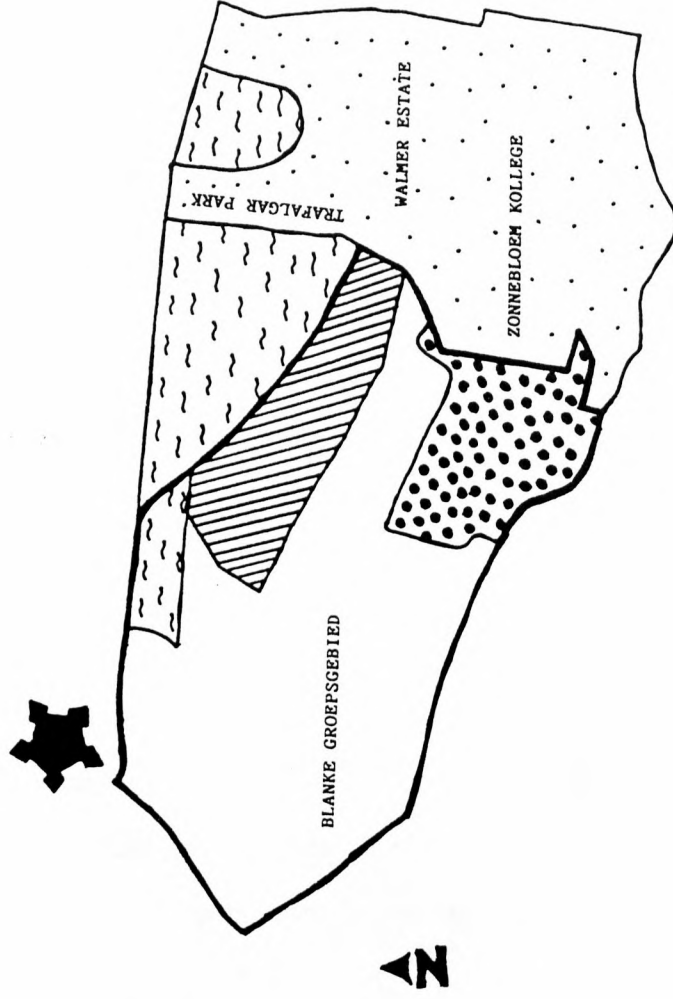 TRAFALGAR PARK
WALMER ESTATE
ZONNEBLOEM KOLLEGE
BLANKE GROEPSGEBIED
N